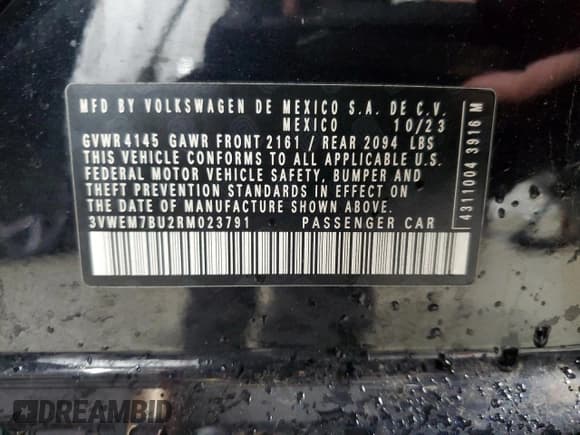 MFD BY VOLKSWAGEN DE MEXICO S.A. DE C.V.
MEXICO 10/23
GVWR4145 GAWR FRONT 2161 / REAR 2094 LBS
THIS VEHICLE CONFORMS TO ALL APPLICABLE U.S.
FEDERAL MOTOR VEHICLE SAFETY, BUMPER AND
THEFT PREVENTION STANDARDS IN EFFECT ON
THE DATE OF MANUFACTURE SHOWN ABOVE.
3VWEM7BU2RM023791 PASSENGER CAR
4311004 3916 M
DREAMBID